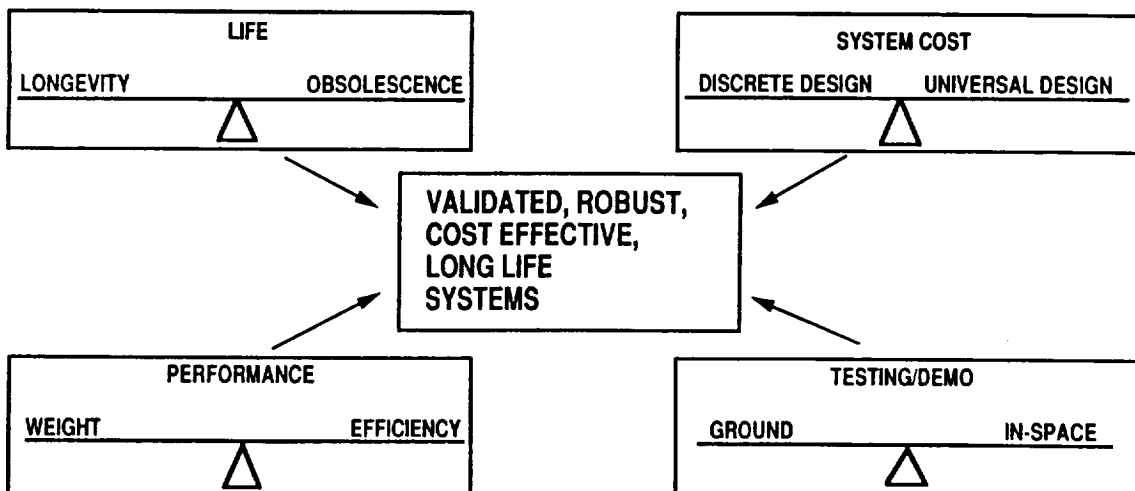 LIFE
LONGEVITY OBSOLESCENCE
SYSTEM COST
DISCRETE DESIGN UNIVERSAL DESIGN
VALIDATED, ROBUST,
COST EFFECTIVE,
LONG LIFE
SYSTEMS
PERFORMANCE
WEIGHT EFFICIENCY
TESTING/DEMO
GROUND IN-SPACE